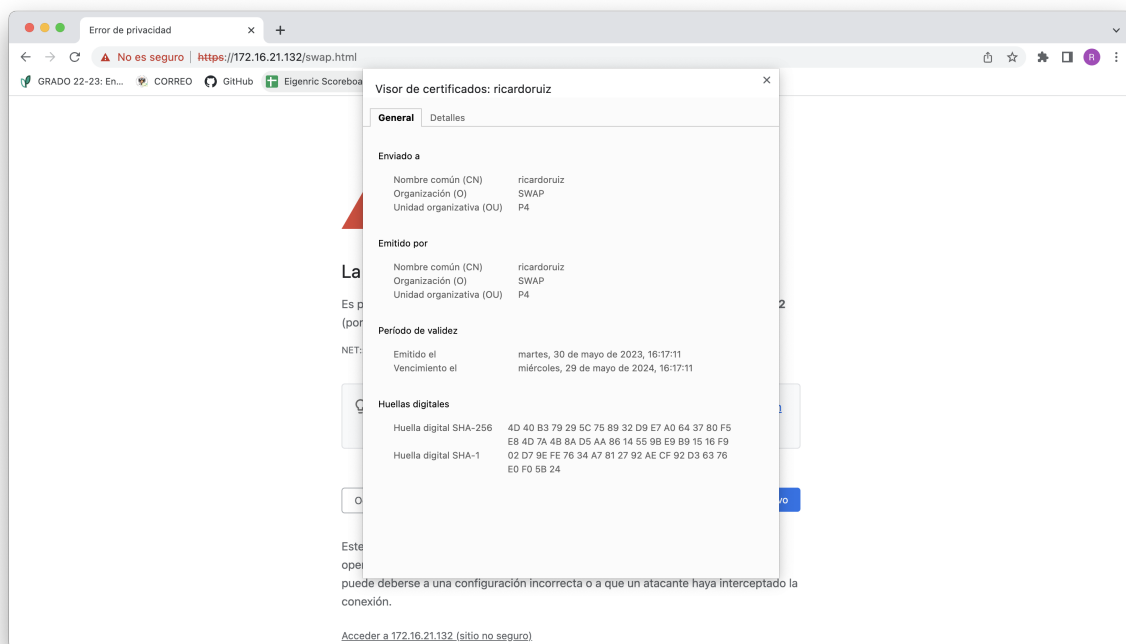 Error de privacidad
No es seguro | https://172.16.21.132/swap.html
R
GRADO 22-23: En... CORREO GitHub Eigenric Scoreboa
Visor de certificados: ricardoruiz
General Detalles
Enviado a
Nombre común (CN) ricardoruiz
Organización (O) SWAP
Unidad organizativa (OU) P4
Emitido por
Nombre común (CN) ricardoruiz
Organización (O) SWAP
Unidad organizativa (OU) P4
Período de validez
Emitido el martes, 30 de mayo de 2023, 16:17:11
Vencimiento el miércoles, 29 de mayo de 2024, 16:17:11
Huellas digitales
Huella digital SHA-256 4D 40 B3 79 29 5C 75 89 32 D9 E7 A0 64 37 80 F5
E8 4D 7A 4B 8A D5 AA 86 14 55 9B E9 B9 15 16 F9
Huella digital SHA-1 02 D7 9E FE 76 34 A7 81 27 92 AE CF 92 D3 63 76
E0 F0 5B 24
La
Es p 2
(por
NET:
O vo
Este
oper
puede deberse a una configuración incorrecta o a que un atacante haya interceptado la
conexión.
Acceder a 172.16.21.132 (sitio no seguro)